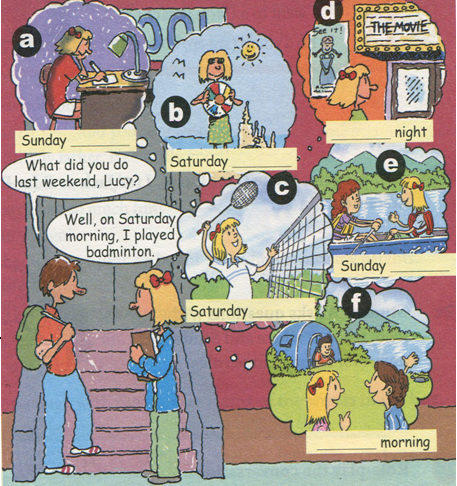 OOL
a
Sunday
b
Saturday
c
Saturday
d
SEE IT!
THE MOVIE
night
e
Sunday
f
morning
What did you do
last weekend, Lucy?
Well, on Saturday
morning, I played
badminton.